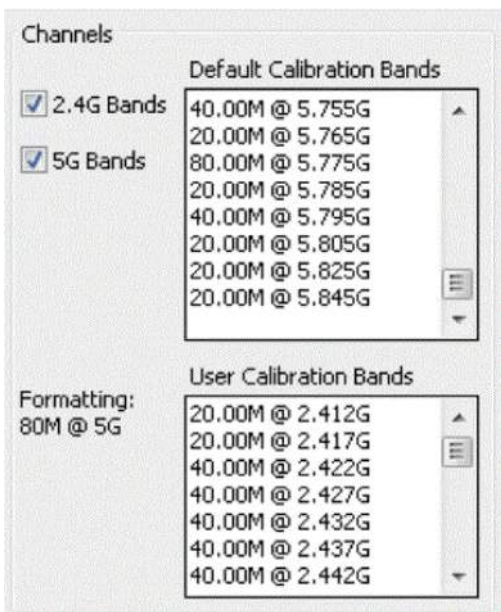 Channels
Default Calibration Bands
2.4G Bands
5G Bands
40.00M @ 5.755G
20.00M @ 5.765G
80.00M @ 5.775G
20.00M @ 5.785G
40.00M @ 5.795G
20.00M @ 5.805G
20.00M @ 5.825G
20.00M @ 5.845G
User Calibration Bands
Formatting:
80M @ 5G
20.00M @ 2.412G
20.00M @ 2.417G
40.00M @ 2.422G
40.00M @ 2.427G
40.00M @ 2.432G
40.00M @ 2.437G
40.00M @ 2.442G